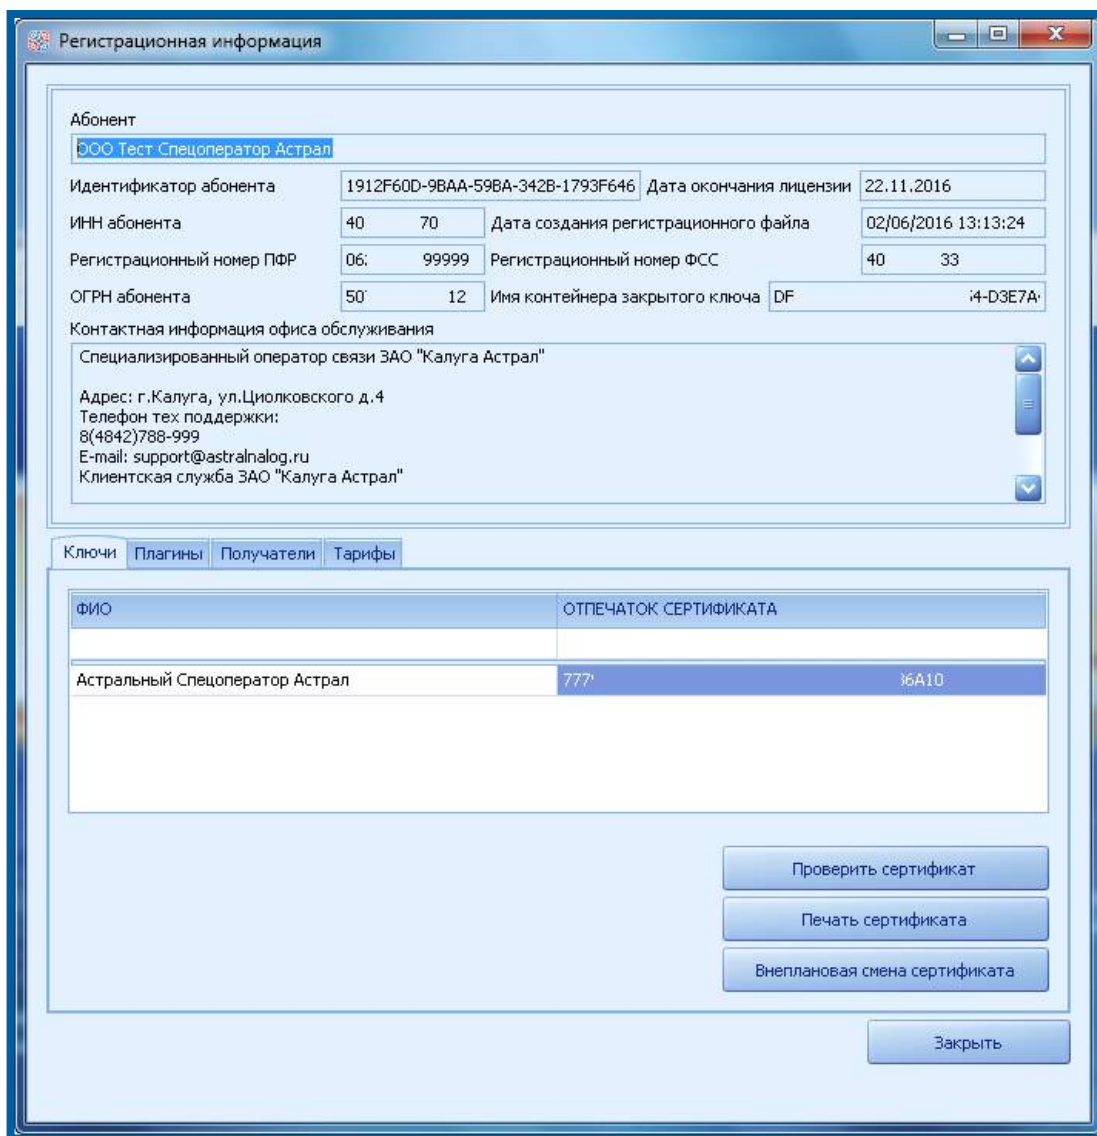 Регистрационная информация
Абонент
ООО Тест Спецоператор Астрал
Идентификатор абонента 1912F60D-9BAA-59BA-342B-1793F646 Дата окончания лицензии 22.11.2016
ИНН абонента 40 70 Дата создания регистрационного файла 02/06/2016 13:13:24
Регистрационный номер ПФР 06 99999 Регистрационный номер ФСС 40 33
ОГРН абонента 50 12 Имя контейнера закрытого ключа DF 4-D3E7A
Контактная информация офиса обслуживания
Специализированный оператор связи ЗАО "Калуга Астрал"
Адрес: г.Калуга, ул.Циолковского д.4
Телефон тех поддержки:
8(4842)788-999
E-mail: support@astralnalog.ru
Клиентская служба ЗАО "Калуга Астрал"
Ключи Плагины Получатели Тарифы
ФИО ОТПЕЧАТОК СЕРТИФИКАТА
Астральный Спецоператор Астрал 777 6A10
Проверить сертификат
Печать сертификата
Внеплановая смена сертификата
Закрыть